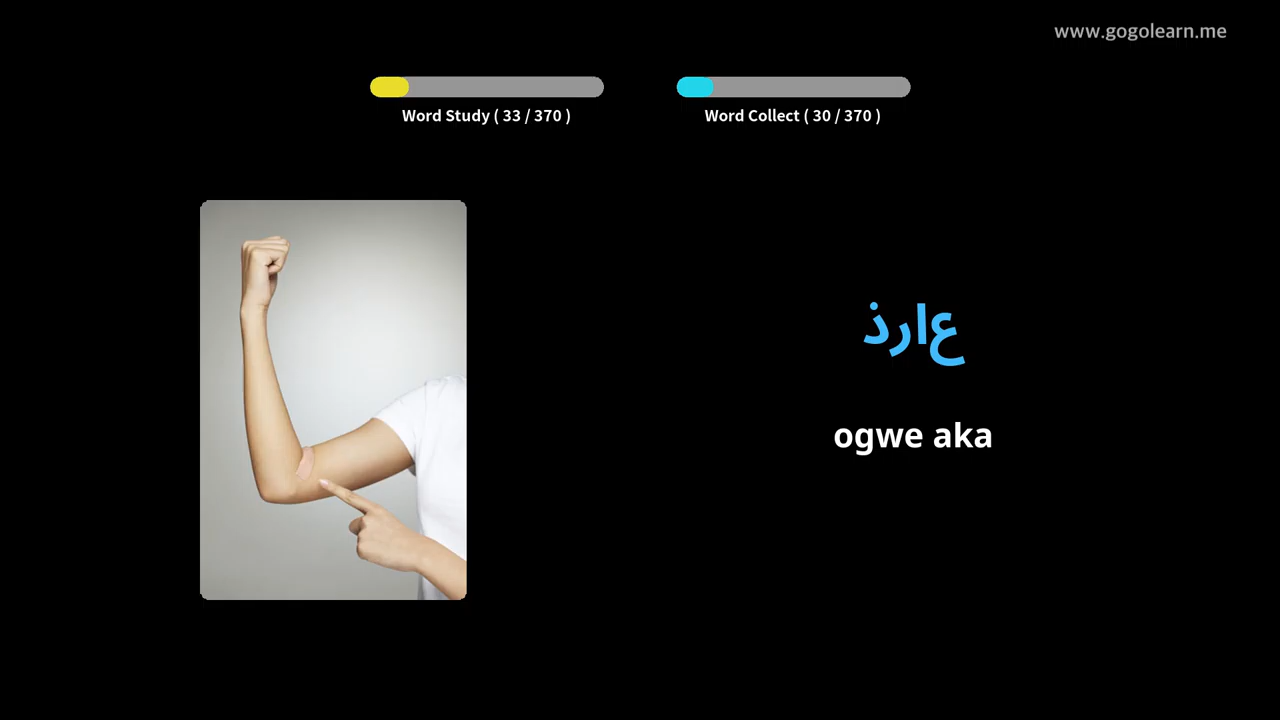 www.gogolearn.me
Word Study ( 33 / 370 )
Word Collect ( 30 / 370 )
ذراع
ogwe aka